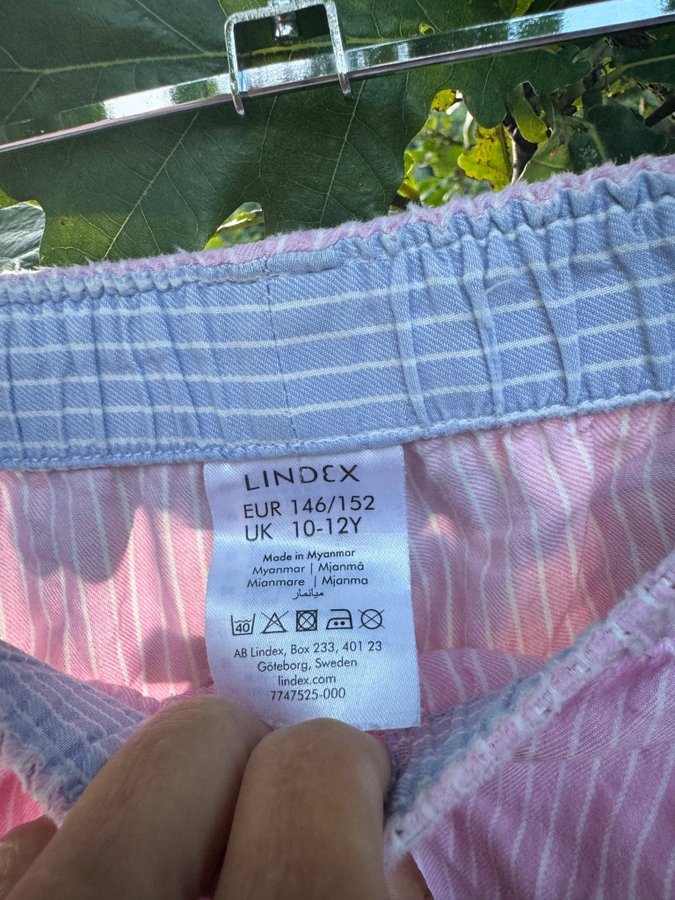 LINDEX
EUR 146/152
UK 10-12Y
Made in Myanmar
Myanmar | Mjanmā
Mianmare | Mjanma
ميانمار
40
AB Lindex, Box 233, 401 23
Göteborg, Sweden
lindex.com
7747525-000